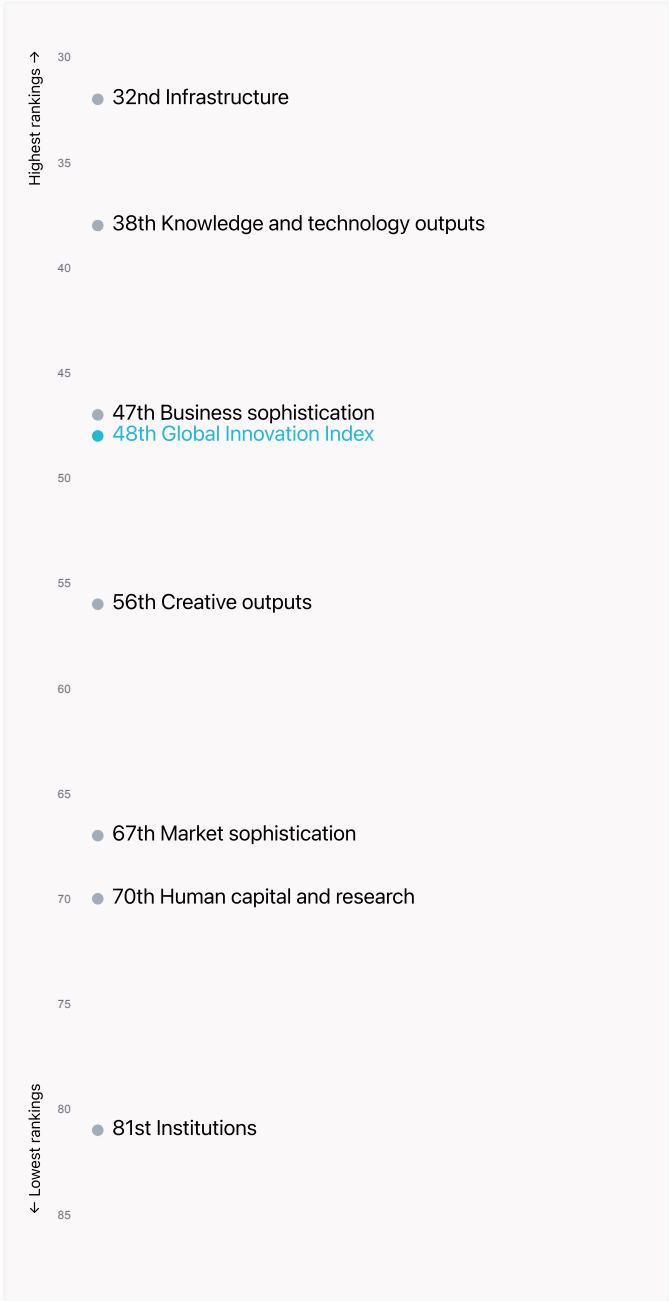 Highest rankings →
30
32nd Infrastructure
35
38th Knowledge and technology outputs
40
45
47th Business sophistication
48th Global Innovation Index
50
55
56th Creative outputs
60
65
67th Market sophistication
70
70th Human capital and research
75
← Lowest rankings
80
81st Institutions
85